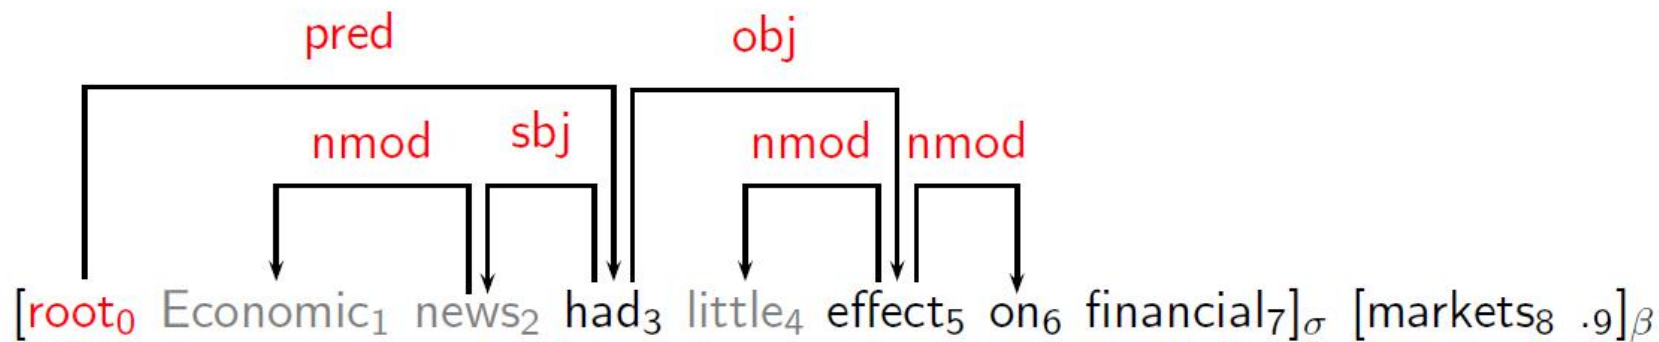 pred obj
nmod sbj nmod nmod
[root₀ Economic₁ news₂ had₃ little₄ effect₅ on₆ financial₇]σ [markets₈ .₉]β